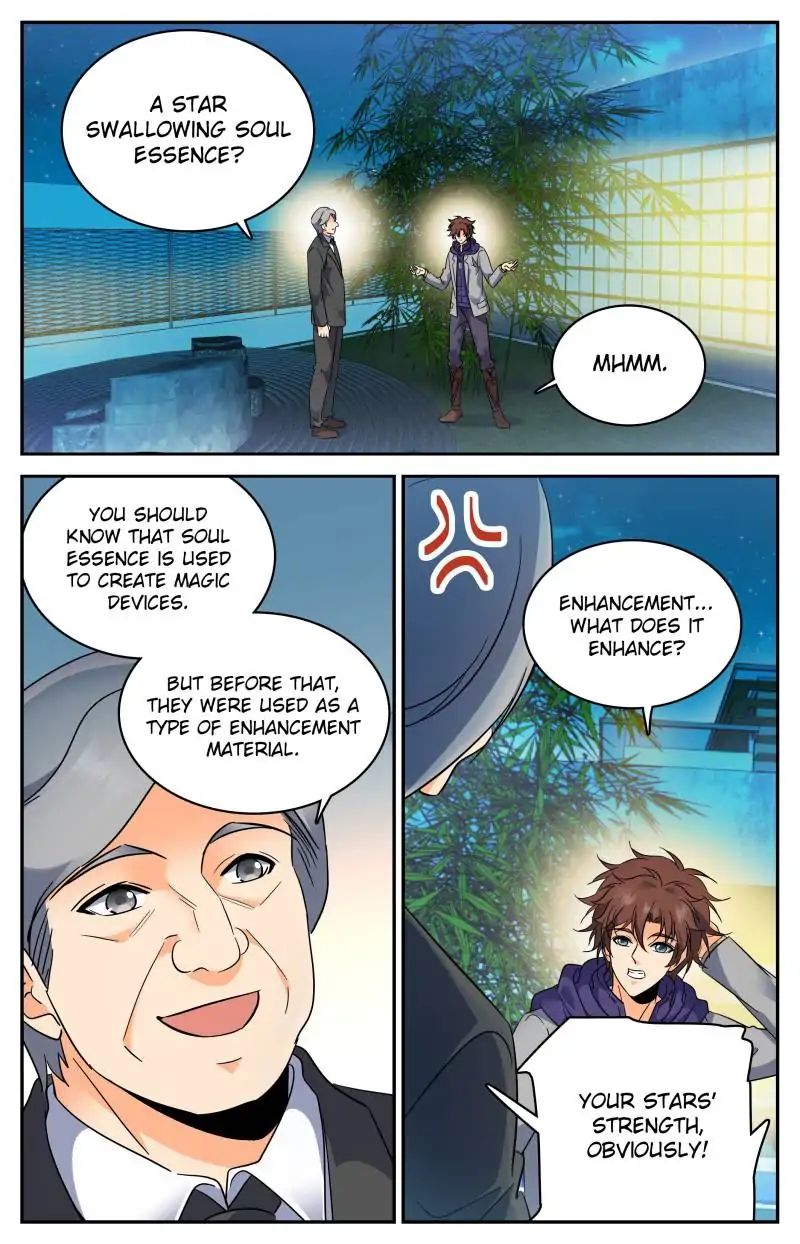 A STAR
SWALLOWING SOUL
ESSENCE?
MHMM.
YOU SHOULD
KNOW THAT SOUL
ESSENCE IS USED
TO CREATE MAGIC
DEVICES.
BUT BEFORE THAT,
THEY WERE USED AS A
TYPE OF ENHANCEMENT
MATERIAL.
ENHANCEMENT...
WHAT DOES IT
ENHANCE?
YOUR STARS'
STRENGTH,
OBVIOUSLY!